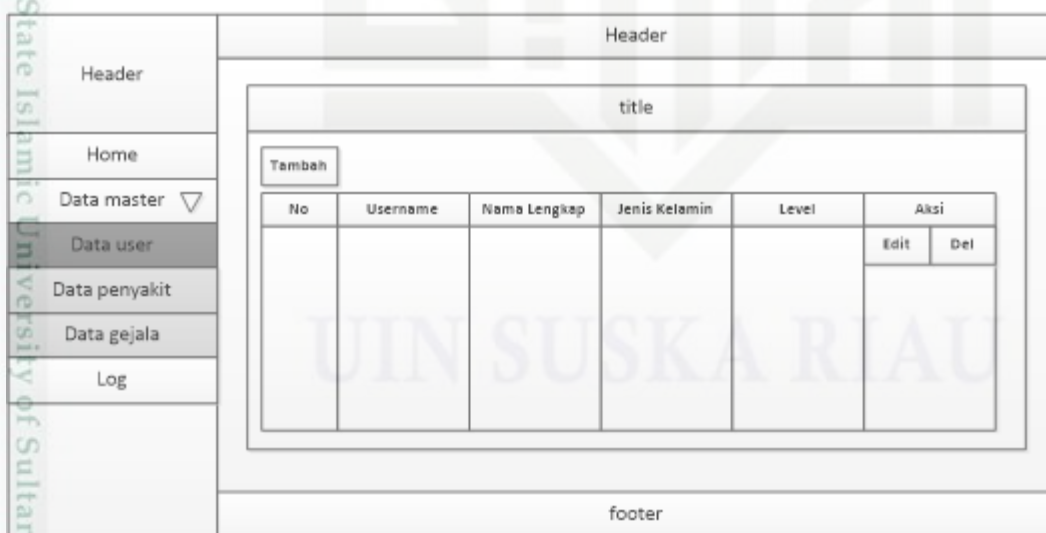 State Islamic University of Sultan
Header
Header
Home
Data master
Data user
Data penyakit
Data gejala
Log
title
Tambah
No Username Nama Lengkap Jenis Kelamin Level Aksi
Edit Del
UIN SUSKA RIAU
footer